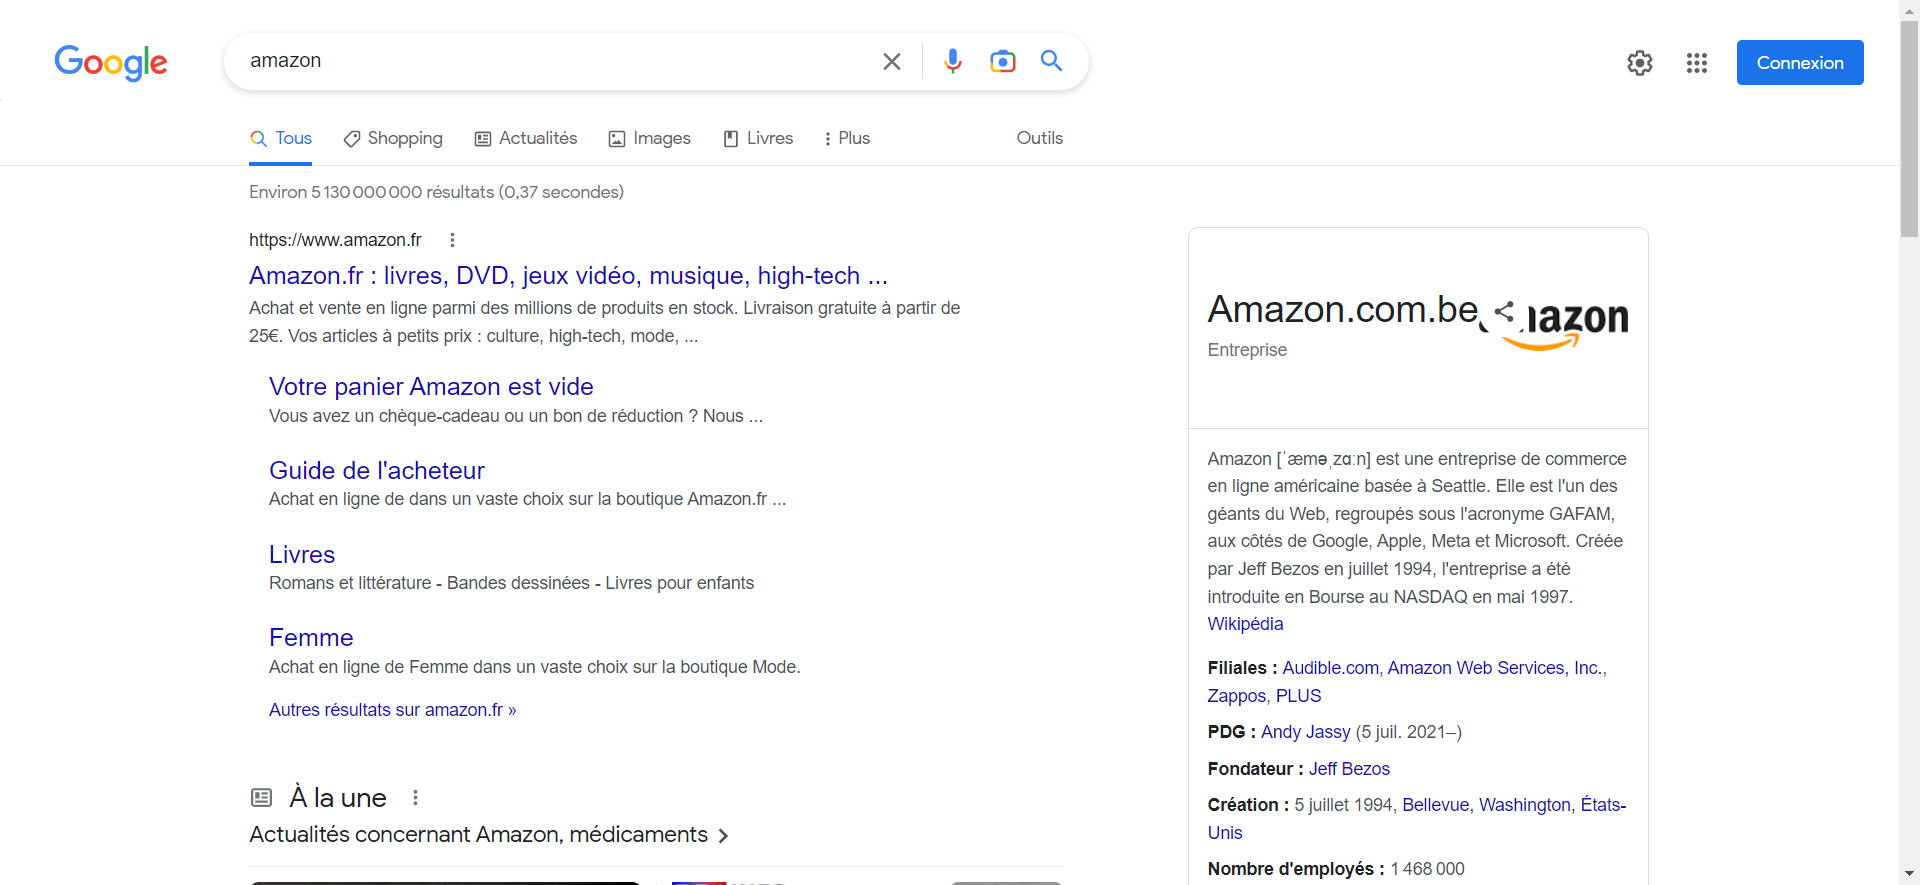 Google
amazon
Connexion
Tous
Shopping
Actualités
Images
Livres
Plus
Outils
Environ 5 130 000 000 résultats (0,37 secondes)
https://www.amazon.fr
Amazon.fr : livres, DVD, jeux vidéo, musique, high-tech ...
Achat et vente en ligne parmi des millions de produits en stock. Livraison gratuite à partir de
25€. Vos articles à petits prix : culture, high-tech, mode, ...
Votre panier Amazon est vide
Vous avez un chèque-cadeau ou un bon de réduction ? Nous ...
Guide de l'acheteur
Achat en ligne de dans un vaste choix sur la boutique Amazon.fr ...
Livres
Romans et littérature - Bandes dessinées - Livres pour enfants
Femme
Achat en ligne de Femme dans un vaste choix sur la boutique Mode.
Autres résultats sur amazon.fr »
À la une
Actualités concernant Amazon, médicaments
Amazon.com.be
Entreprise
Amazon [ˈæməˌzɑːn] est une entreprise de commerce
en ligne américaine basée à Seattle. Elle est l'un des
géants du Web, regroupés sous l'acronyme GAFAM,
aux côtés de Google, Apple, Meta et Microsoft. Créée
par Jeff Bezos en juillet 1994, l'entreprise a été
introduite en Bourse au NASDAQ en mai 1997.
Wikipédia
Filiales : Audible.com, Amazon Web Services, Inc.,
Zappos, PLUS
PDG : Andy Jassy (5 juil. 2021–)
Fondateur : Jeff Bezos
Création : 5 juillet 1994, Bellevue, Washington, États-
Unis
Nombre d'employés : 1 468 000